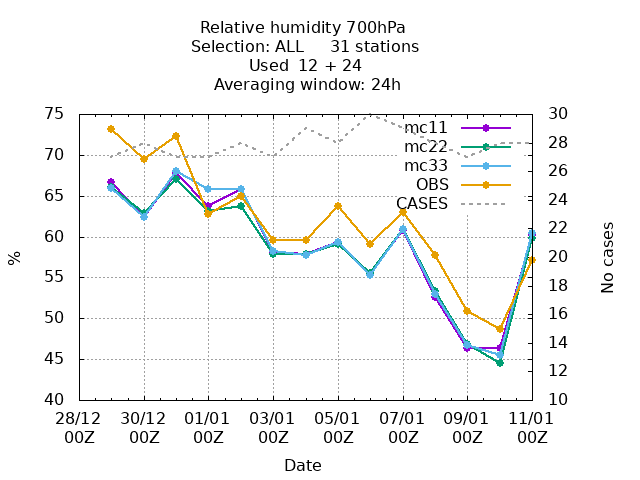 Relative humidity 700hPa
Selection: ALL 31 stations
Used 12 + 24
Averaging window: 24h
75
70
65
60
55
50
45
40
%
30
28
26
24
22
20
18
16
14
12
10
No cases
mc11
mc22
mc33
OBS
CASES
28/12 30/12 01/01 03/01 05/01 07/01 09/01 11/01
00Z 00Z 00Z 00Z 00Z 00Z 00Z 00Z
Date